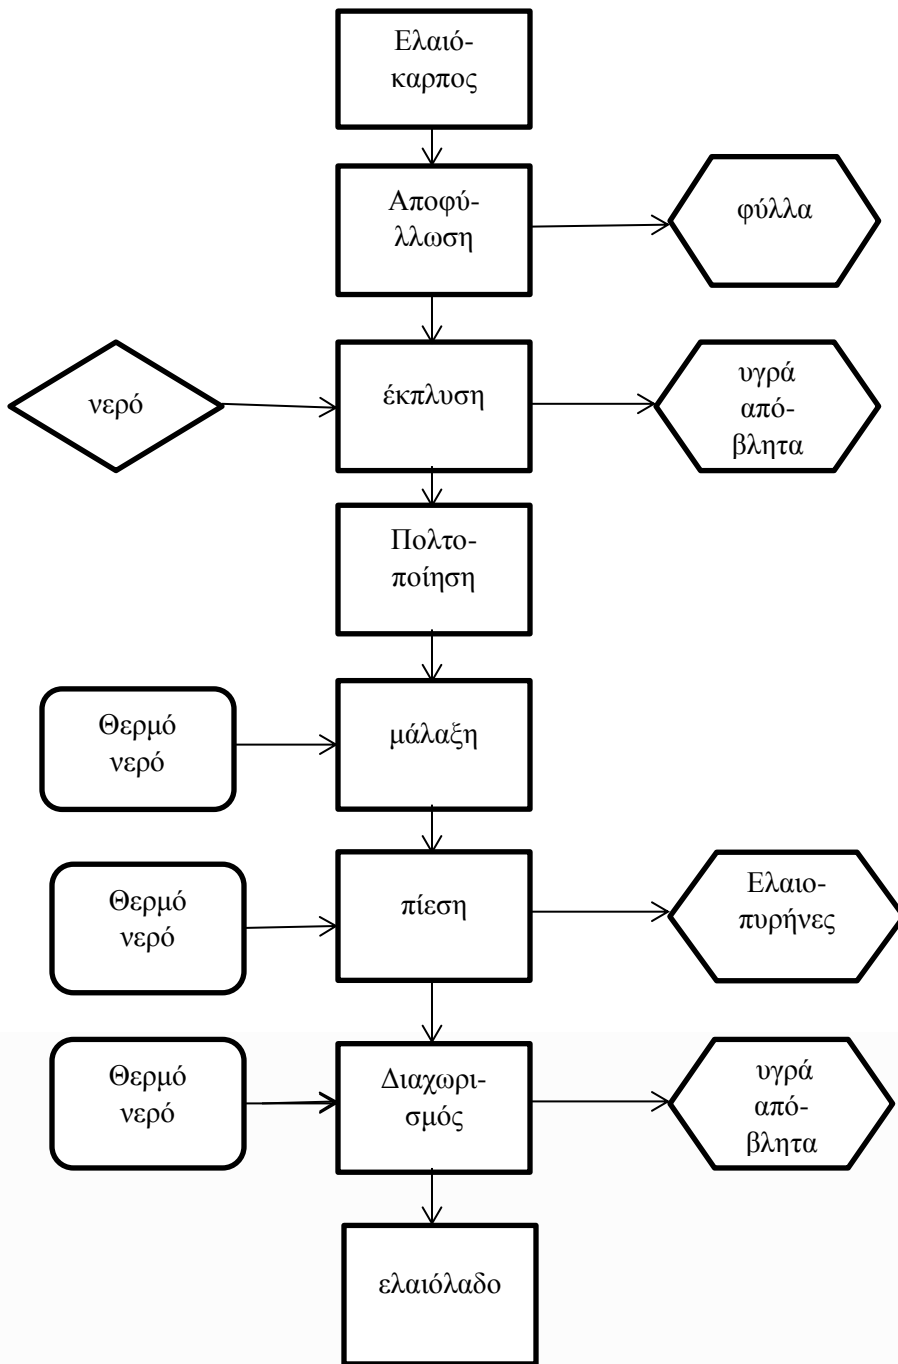 Ελαιό-
καρπος
Αποφύ-
λλωση
φύλλα
νερό
έκπλυση
υγρά
από-
βλητα
Πολτο-
ποίηση
Θερμό
νερό
μάλαξη
Θερμό
νερό
πίεση
Ελαιο-
πυρήνες
Θερμό
νερό
Διαχωρι-
σμός
υγρά
από-
βλητα
ελαιόλαδο